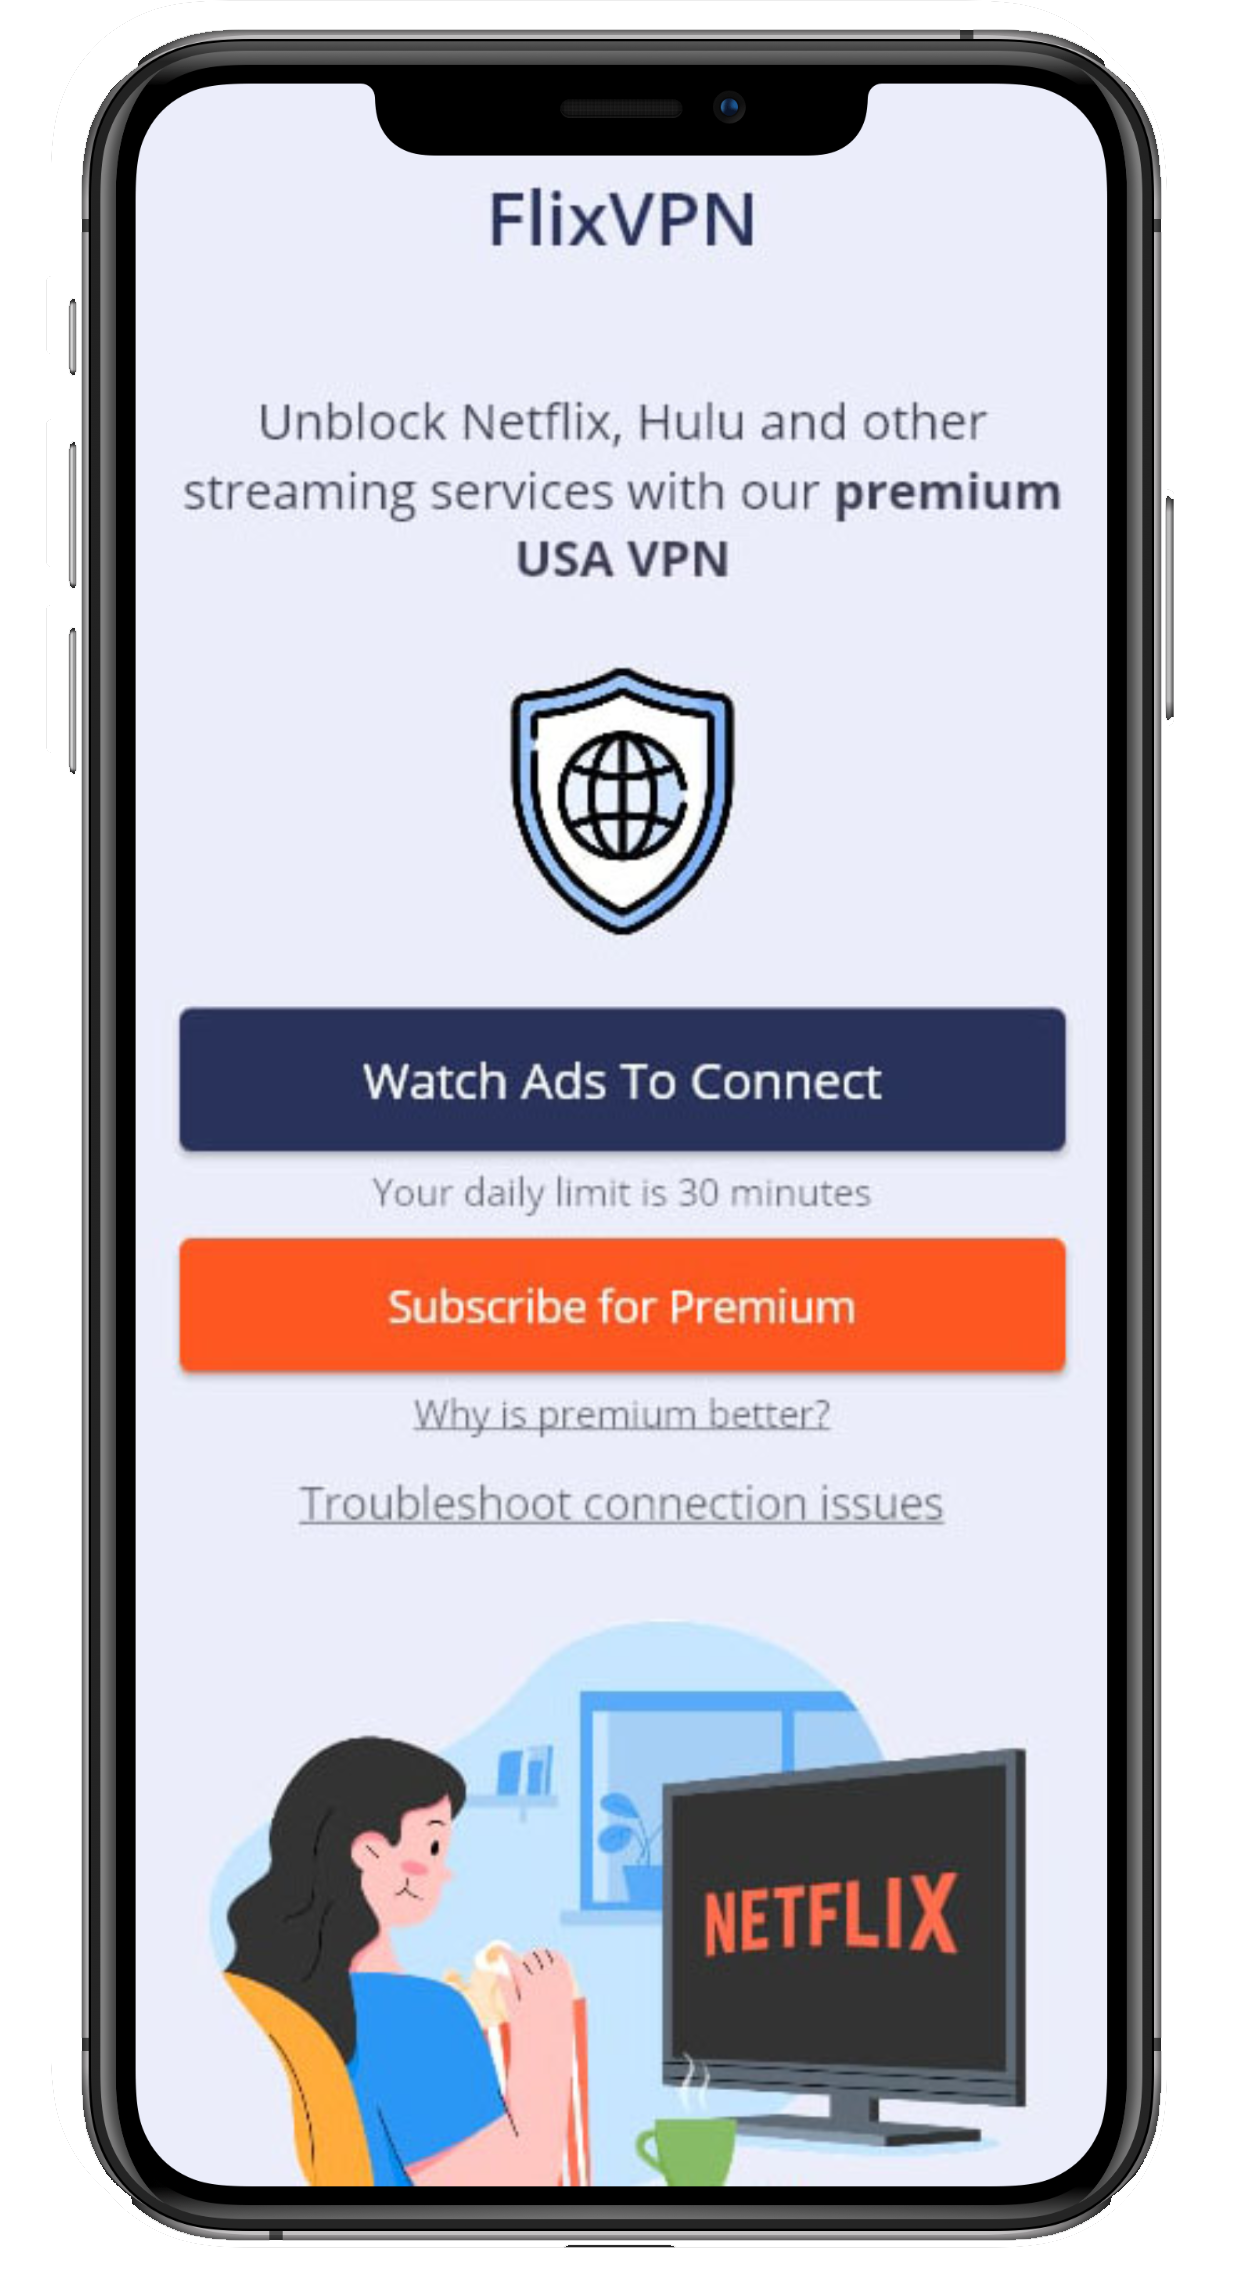 FlixVPN
Unblock Netflix, Hulu and other
streaming services with our premium
USA VPN
Watch Ads To Connect
Your daily limit is 30 minutes
Subscribe for Premium
Why is premium better?
Troubleshoot connection issues
NETFLIX